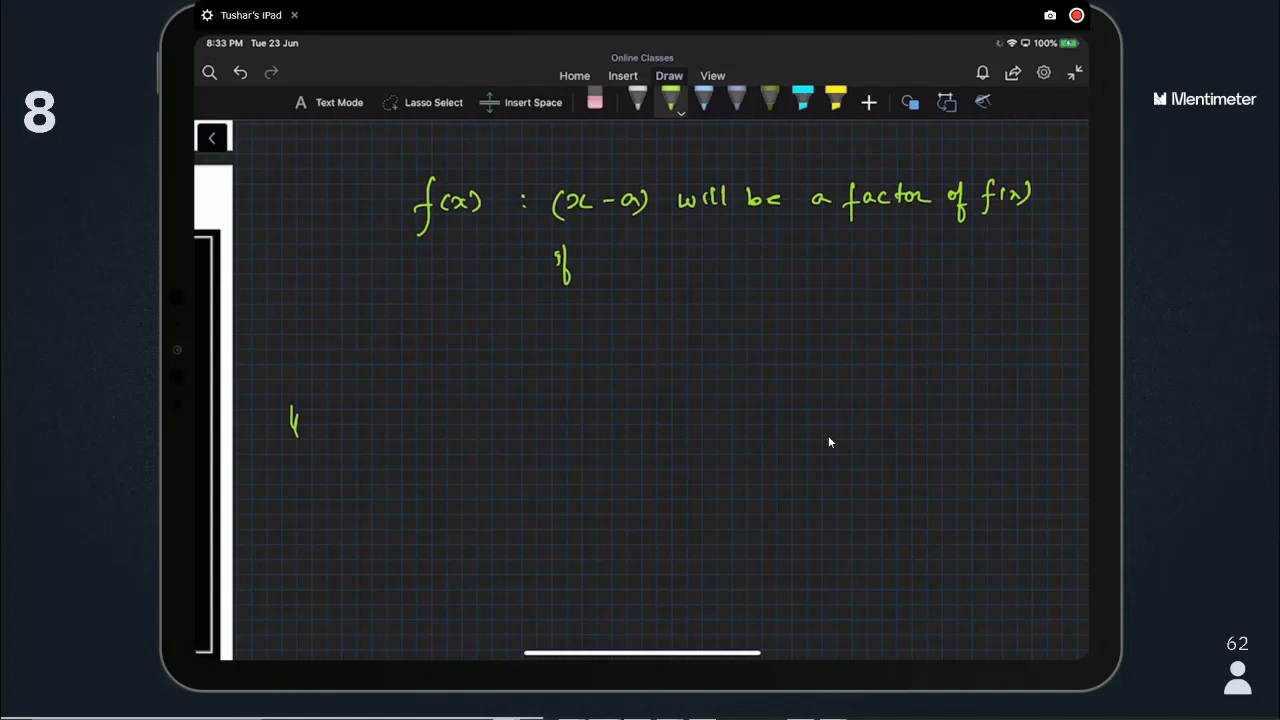 Tushar's iPad ×
8
8:33 PM Tue 23 Jun
100%
Online Classes
Home Insert Draw View
Mentimeter
A Text Mode Lasso Select Insert Space
f(x) : (x-a) will be a factor of f(x)
if
62